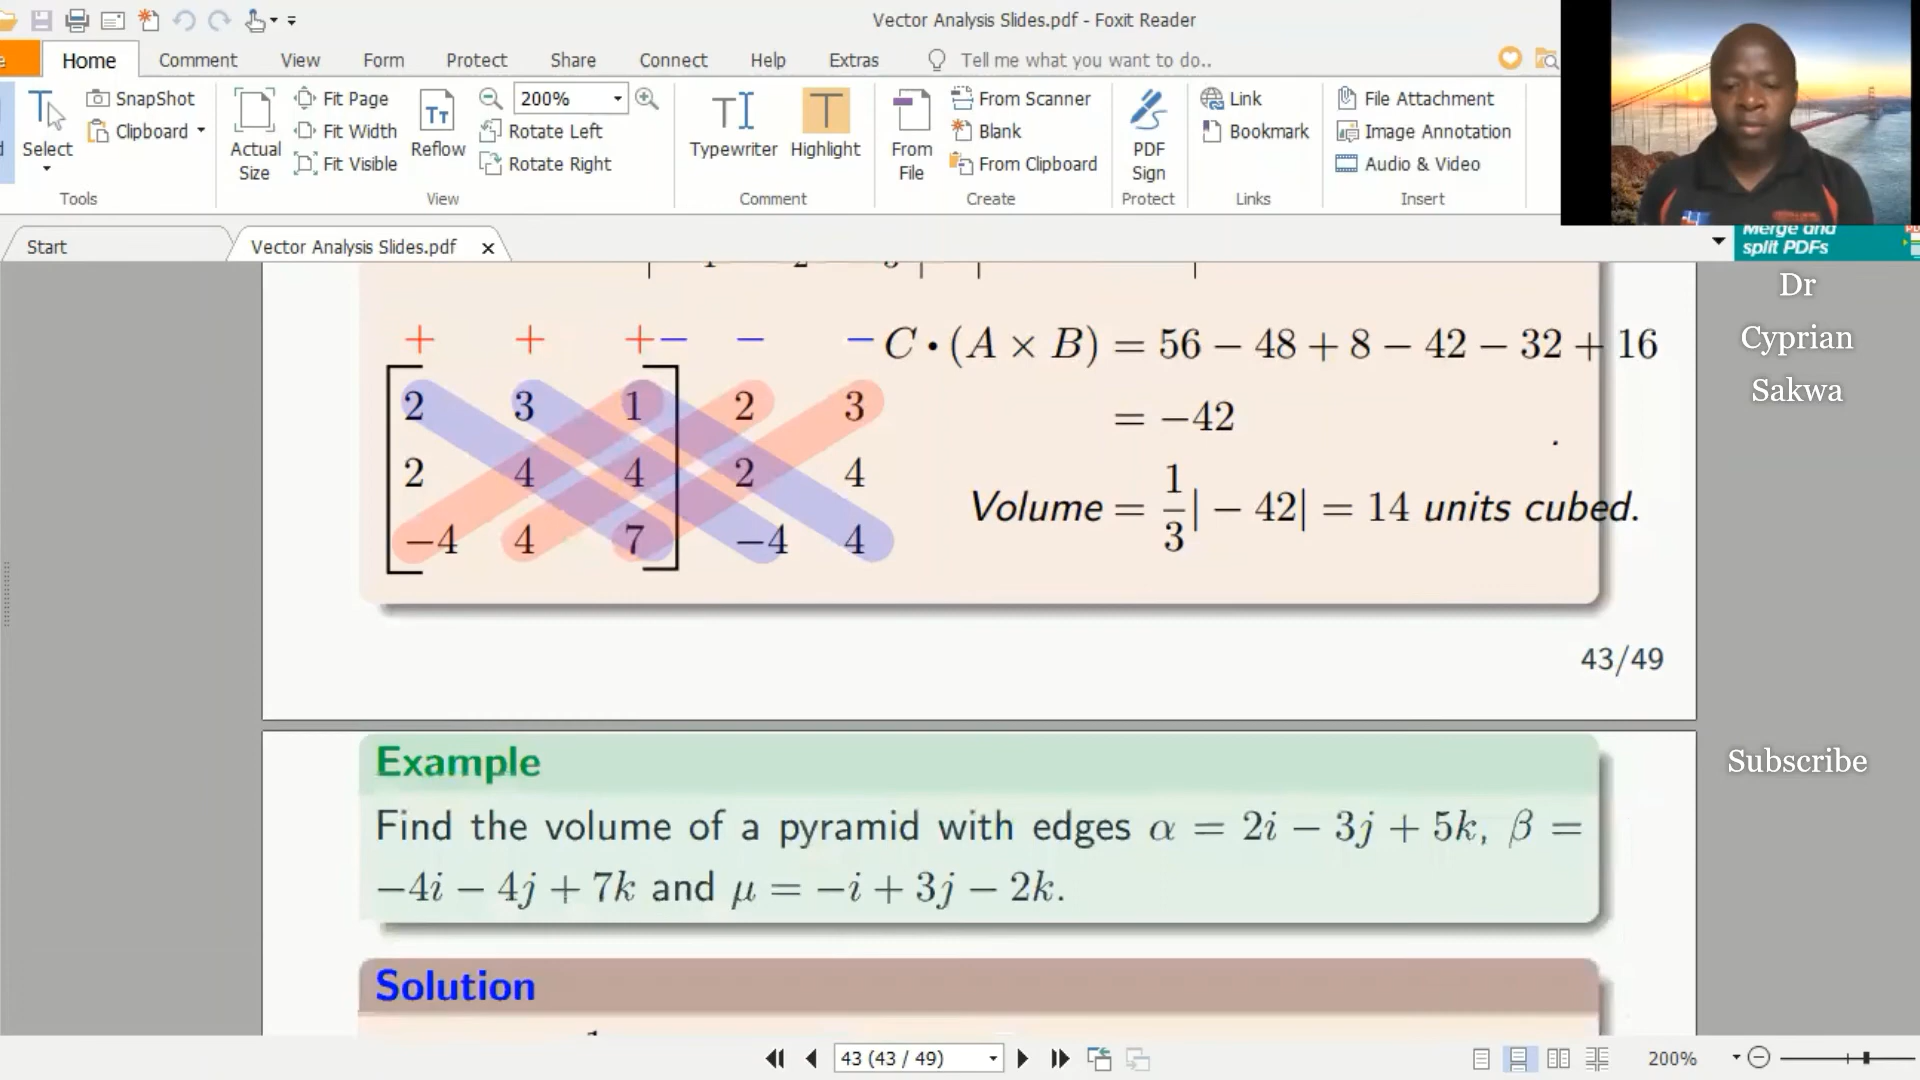 Vector Analysis Slides.pdf - Foxit Reader
Home Comment View Form Protect Share Connect Help Extras Tell me what you want to do..
Select
SnapShot
Clipboard
Tools
Actual Size
Fit Page
Fit Width
Fit Visible
Reflow
200%
Rotate Left
Rotate Right
View
Typewriter
Highlight
Comment
From File
From Scanner
Blank
From Clipboard
Create
PDF Sign
Protect
Link
Bookmark
Links
File Attachment
Image Annotation
Audio & Video
Insert
Start
Vector Analysis Slides.pdf
Merge and
split PDFs
Dr
Cyprian
Sakwa
+ + + − − −
2 3 1 2 3
2 4 4 2 4
−4 4 7 −4 4
C • (A × B) = 56 − 48 + 8 − 42 − 32 + 16
= −42
Volume = 1/3 | − 42| = 14 units cubed.
43/49
Example
Find the volume of a pyramid with edges α = 2i − 3j + 5k, β =
−4i − 4j + 7k and μ = −i + 3j − 2k.
Subscribe
Solution
43 (43 / 49)
200%